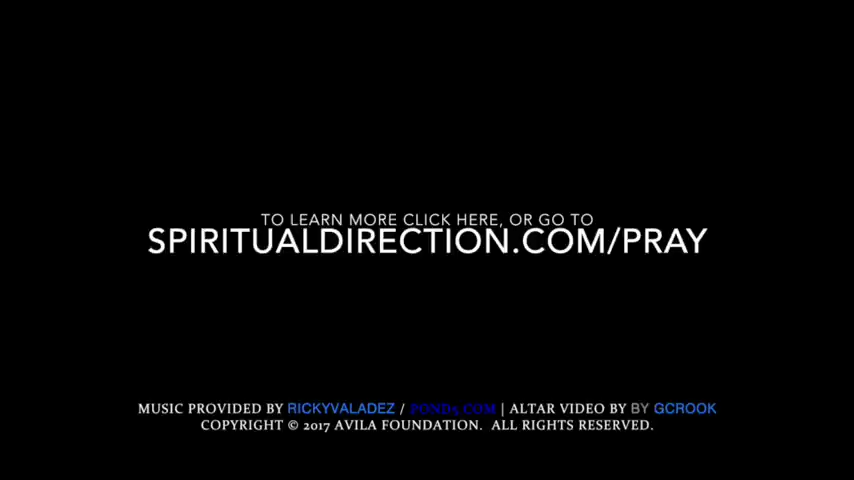 TO LEARN MORE CLICK HERE, OR GO TO
SPIRITUALDIRECTION.COM/PRAY
MUSIC PROVIDED BY RICKYVALADEZ / POND5.COM | ALTAR VIDEO BY BY GCROOK
COPYRIGHT © 2017 AVILA FOUNDATION. ALL RIGHTS RESERVED.